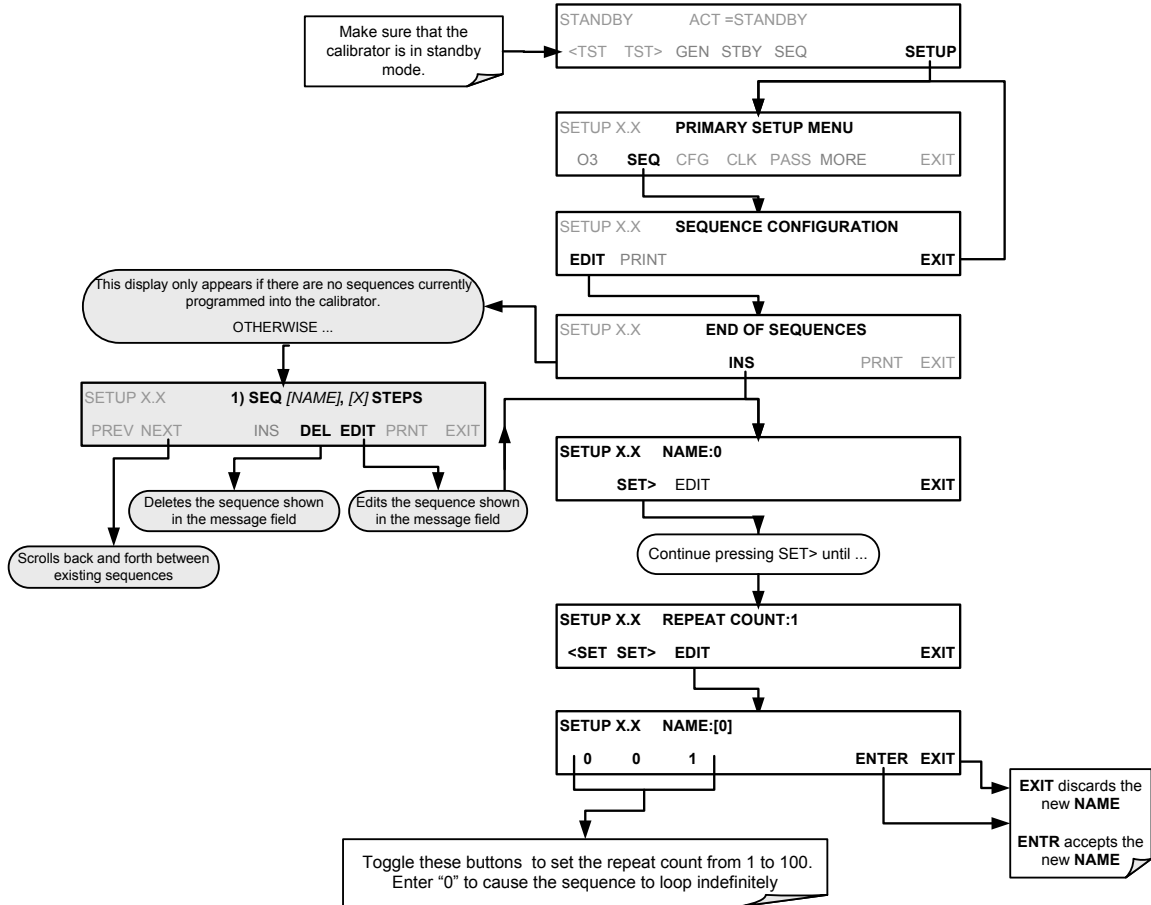 Make sure that the
calibrator is in standby
mode.
STANDBY ACT =STANDBY
<TST TST> GEN STBY SEQ SETUP
SETUP X.X PRIMARY SETUP MENU
O3 SEQ CFG CLK PASS MORE EXIT
SETUP X.X SEQUENCE CONFIGURATION
EDIT PRINT EXIT
This display only appears if there are no sequences currently
programmed into the calibrator.
OTHERWISE ...
SETUP X.X END OF SEQUENCES
INS PRNT EXIT
SETUP X.X 1) SEQ [NAME], [X] STEPS
PREV NEXT INS DEL EDIT PRNT EXIT
Deletes the sequence shown
in the message field
Edits the sequence shown
in the message field
Scrolls back and forth between
existing sequences
SETUP X.X NAME:0
SET> EDIT EXIT
Continue pressing SET> until ...
SETUP X.X REPEAT COUNT:1
<SET SET> EDIT EXIT
SETUP X.X NAME:[0]
0 0 1 ENTER EXIT
EXIT discards the
new NAME
ENTR accepts the
new NAME
Toggle these buttons to set the repeat count from 1 to 100.
Enter “0” to cause the sequence to loop indefinitely